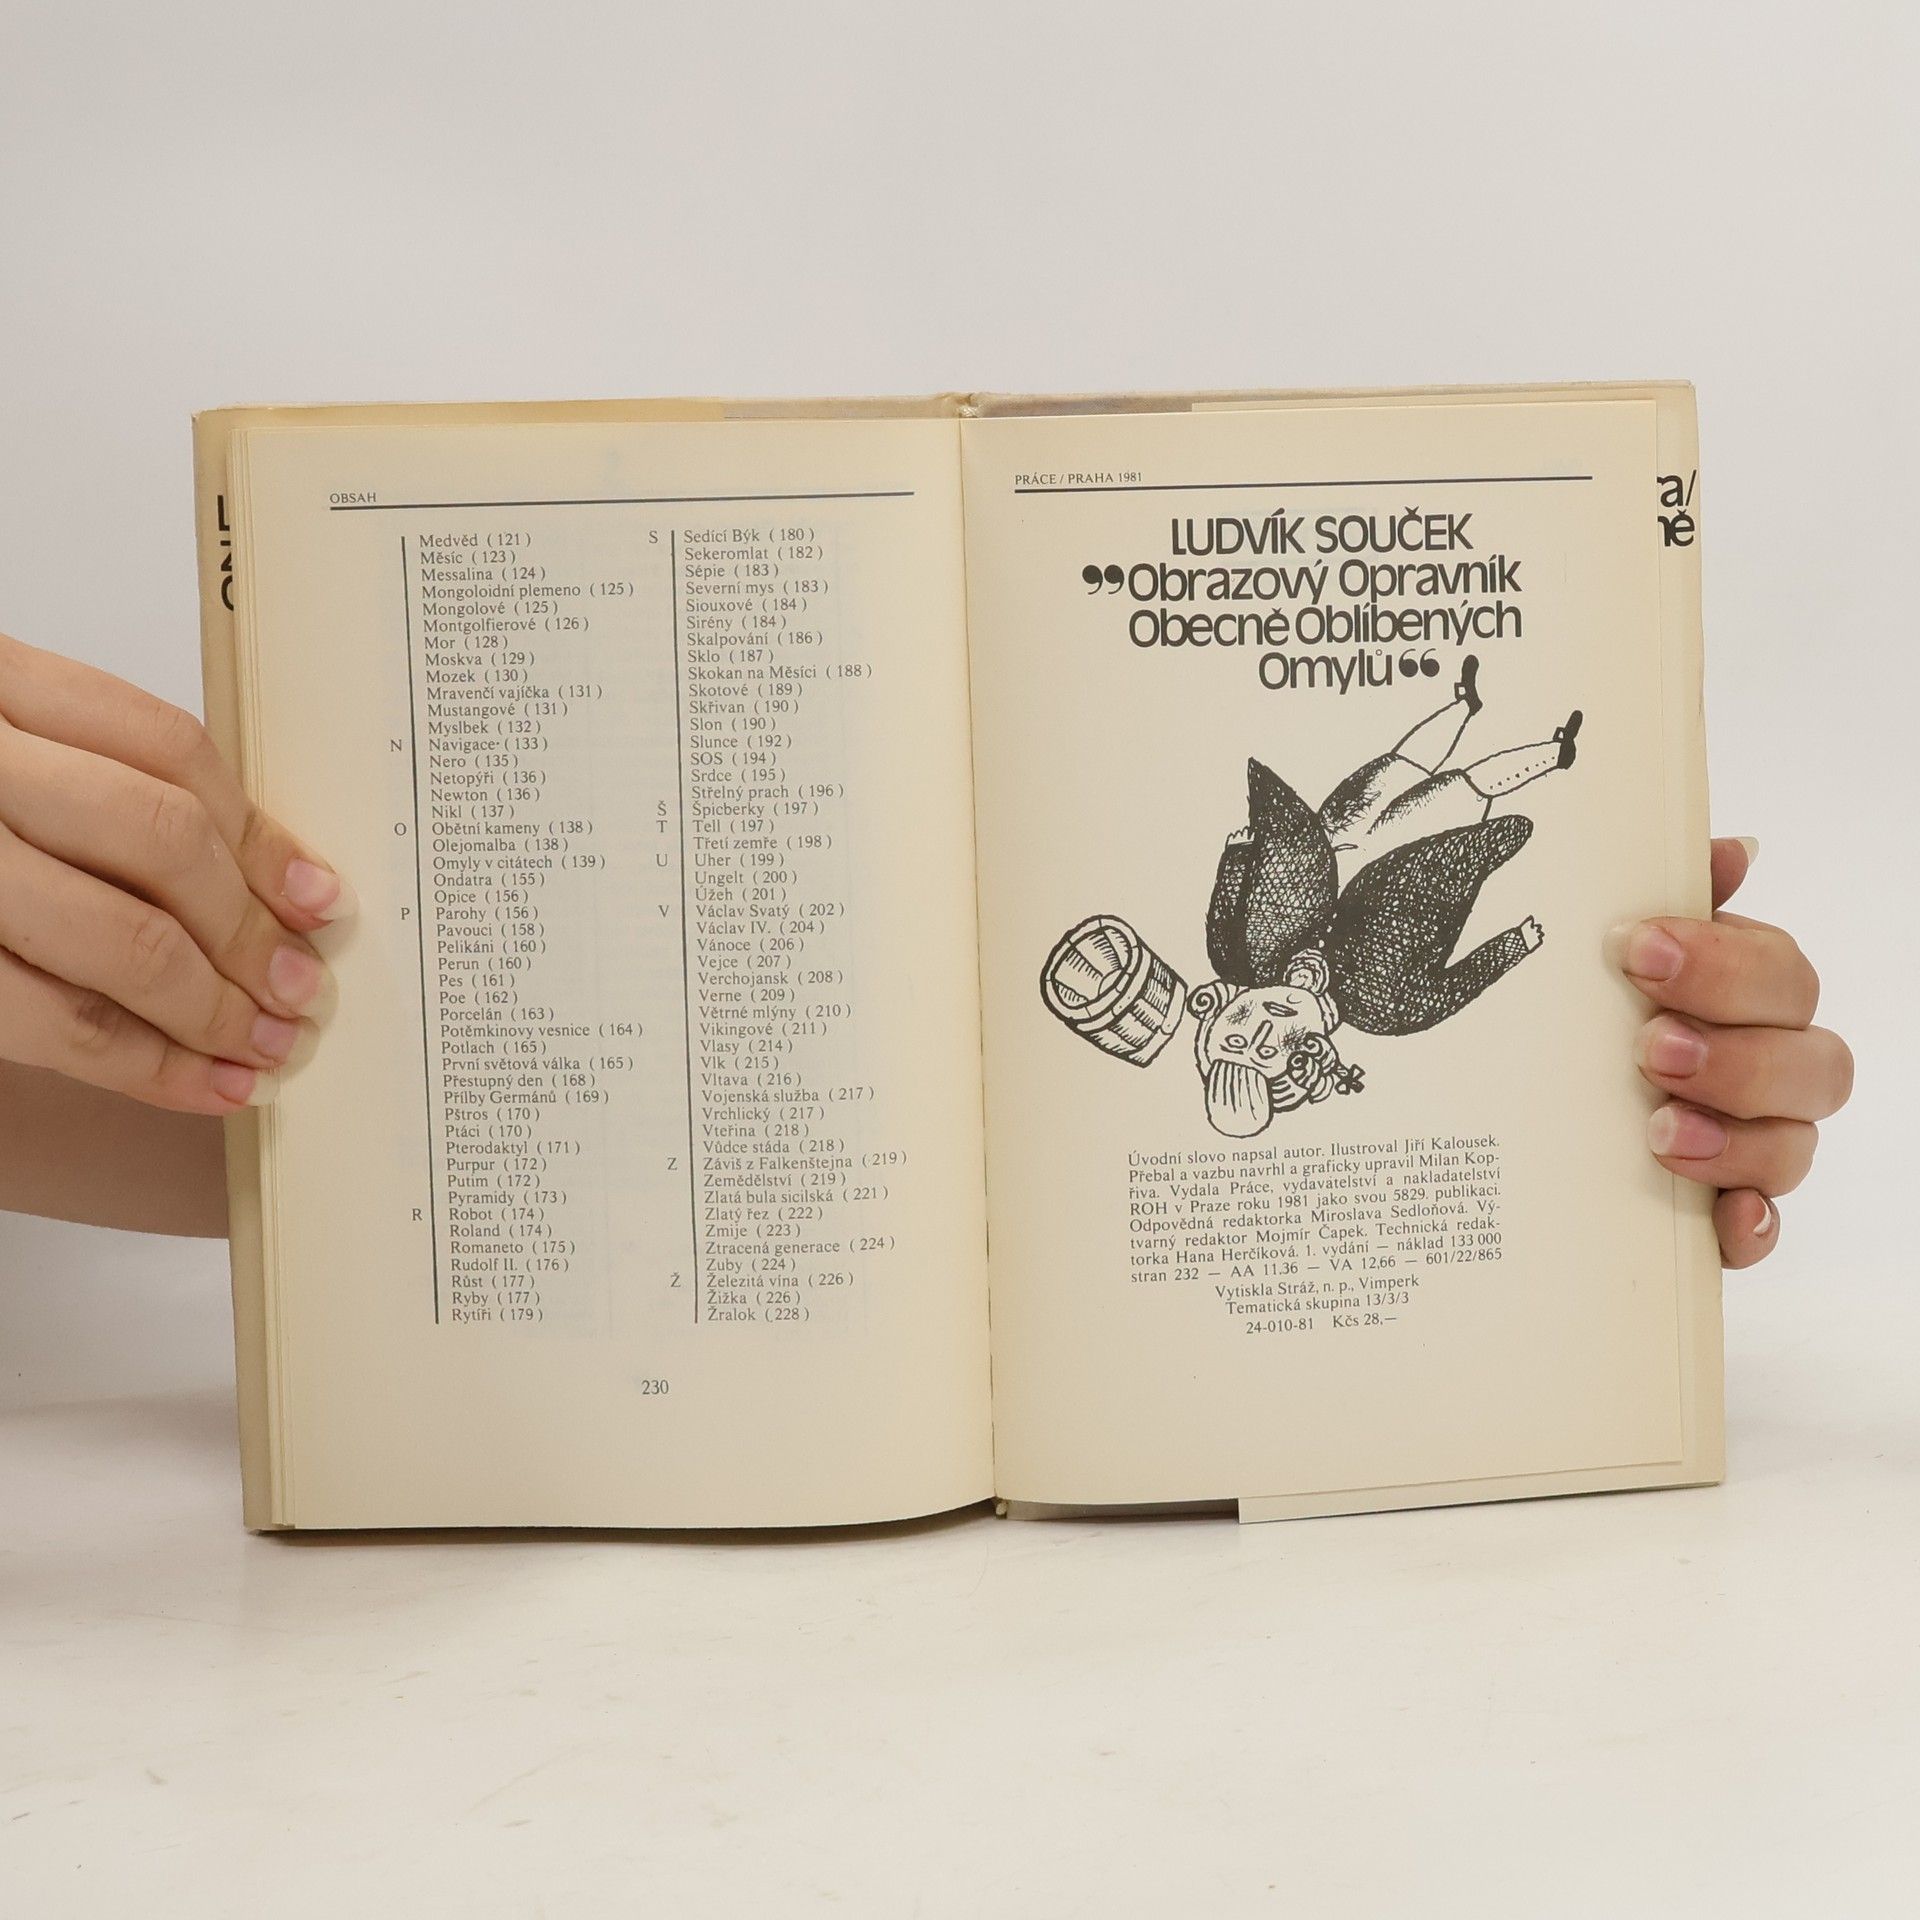 OBSAH
Medvěd (121)
Měsíc (123)
Messalina (124)
Mongoloidní plemeno (125)
Mongolové (125)
Montgolfierové (126)
Mor (128)
Moskva (129)
Mozek (130)
Mravenčí vajíčka (131)
Mustangové (131)
Myslbek (132)
N Navigace (133)
Nero (135)
Netopýři (136)
Newton (136)
Nikl (137)
O Obětní kameny (138)
Olejomalba (138)
Omyly v citátech (139)
Ondatra (155)
Opice (156)
P Parohy (156)
Pavouci (158)
Pelikáni (160)
Perun (160)
Pes (161)
Poe (162)
Porcelán (163)
Potěmkinovy vesnice (164)
Potlach (165)
První světová válka (165)
Přestupný den (168)
Přílby Germánů (169)
Pštros (170)
Ptáci (170)
Pterodaktyl (171)
Purpur (172)
Putim (172)
Pyramidy (173)
R Robot (174)
Roland (174)
Romaneto (175)
Rudolf II. (176)
Růst (177)
Ryby (177)
Rytíři (179)
S Sedící Býk (180)
Sekeromlat (182)
Sépie (183)
Severní mys (183)
Siouxové (184)
Sirény (184)
Skalpování (186)
Sklo (187)
Skokan na Měsíci (188)
Skotové (189)
Skřivan (190)
Slon (190)
Slunce (192)
SOS (194)
Srdce (195)
Střelný prach (196)
Š Špicberky (197)
T Tell (197)
Třetí zemře (198)
U Uher (199)
Ungelt (200)
Úžeh (201)
V Václav Svatý (202)
Václav IV. (204)
Vánoce (206)
Vejce (207)
Verchojansk (208)
Verne (209)
Větrné mlýny (210)
Vikingové (211)
Vlasy (214)
Vlk (215)
Vltava (216)
Vojenská služba (217)
Vrchlický (217)
Vteřina (218)
Vůdce stáda (218)
Z Záviš z Falkenštejna (219)
Zemědělství (219)
Zlatá bula sicilská (221)
Zlatý řez (222)
Zmije (223)
Ztracená generace (224)
Zuby (224)
Ž Železitá vína (226)
Žižka (226)
Žralok (228)
230
PRÁCE / PRAHA 1981
LUDVÍK SOUČEK
„Obrazový Opravník
Obecně Oblíbených
Omylů“
Úvodní slovo napsal autor. Ilustroval Jiří Kalousek.
Přebal a vazbu navrhl a graficky upravil Milan Kop-
řiva. Vydala Práce, vydavatelství a nakladatelství
ROH v Praze roku 1981 jako svou 5829. publikaci.
Odpovědná redaktorka Miroslava Sedloňová. Vý-
tvarný redaktor Mojmír Čapek. Technická redak-
torka Hana Herčíková. 1. vydání — náklad 133 000
stran 232 — AA 11.36 — VA 12,66 — 601/22/865
Vytiskla Stráž, n. p., Vimperk
Tematická skupina 13/3/3
24-010-81 Kčs 28,—